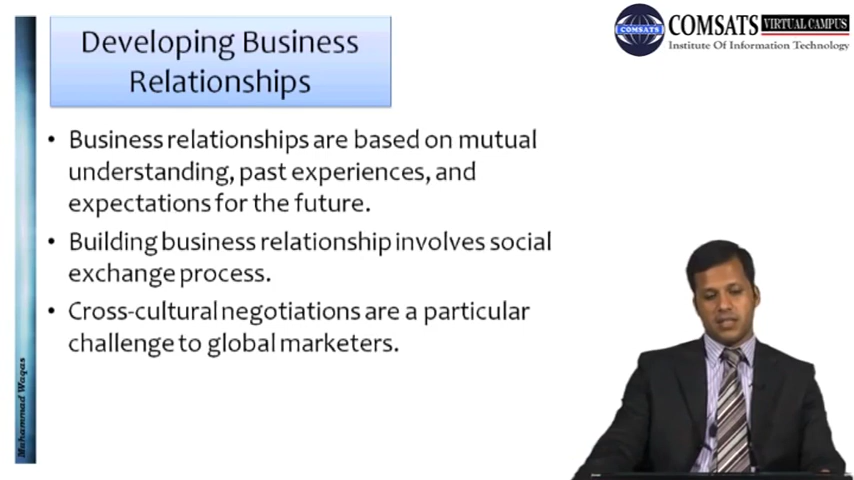 Developing Business
Relationships
COMSATS
COMSATS VIRTUAL CAMPUS
Institute Of Information Technology
• Business relationships are based on mutual
understanding, past experiences, and
expectations for the future.
• Building business relationship involves social
exchange process.
• Cross-cultural negotiations are a particular
challenge to global marketers.
Muhammad Waqas